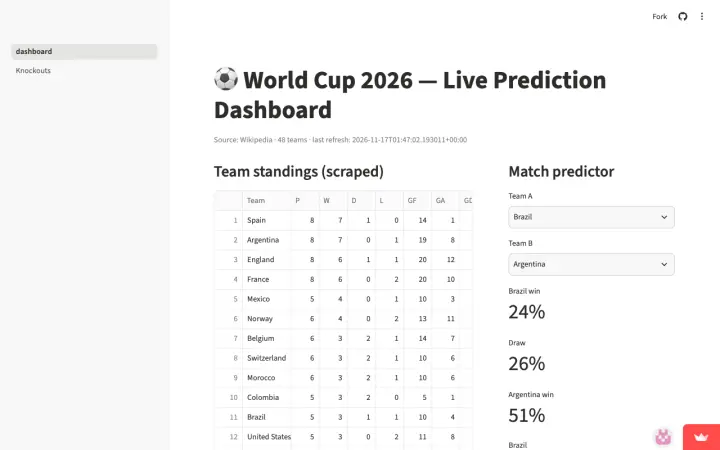 Fork
dashboard
Knockouts
World Cup 2026 — Live Prediction
Dashboard
Source: Wikipedia · 48 teams · last refresh: 2026-11-17T01:47:02.193011+00:00
Team standings (scraped)
Team P W D L GF GA GD
1 Spain 8 7 1 0 14 1
2 Argentina 8 7 0 1 19 8
3 England 8 6 1 1 20 12
4 France 8 6 0 2 20 10
5 Mexico 5 4 0 1 10 3
6 Norway 6 4 0 2 13 11
7 Belgium 6 3 2 1 14 7
8 Switzerland 6 3 2 1 10 6
9 Morocco 6 3 2 1 10 6
10 Colombia 5 3 2 0 5 1
11 Brazil 5 3 1 1 10 4
12 United States 5 3 0 2 11 8
Match predictor
Team A
Brazil
Team B
Argentina
Brazil win
24%
Draw
26%
Argentina win
51%
Brazil